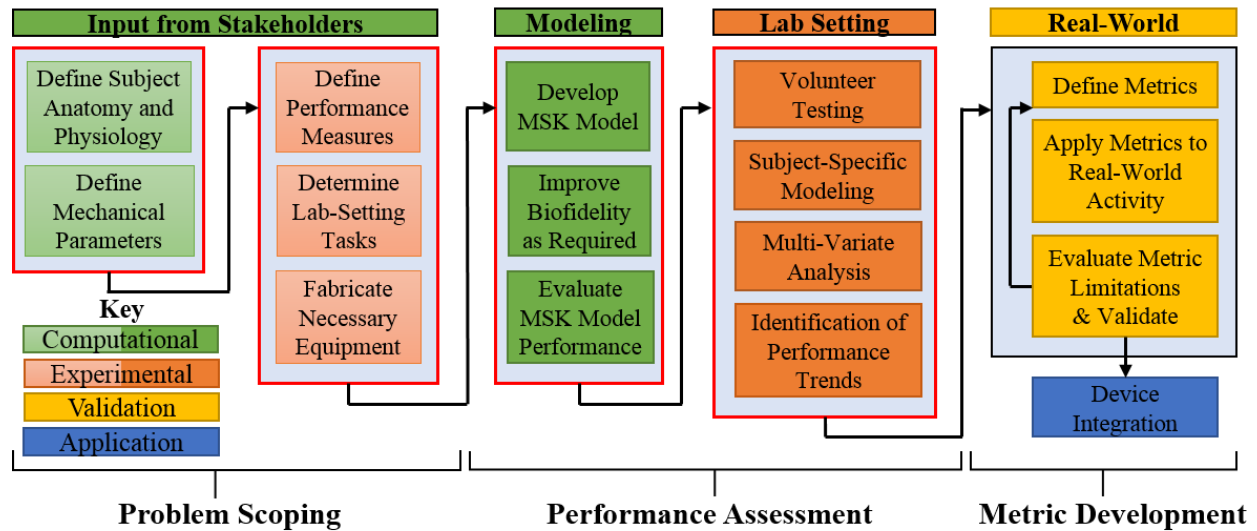 Input from Stakeholders
Define Subject
Anatomy and
Physiology
Define
Mechanical
Parameters
Key
Computational
Experimental
Validation
Application
Define
Performance
Measures
Determine
Lab-Setting
Tasks
Fabricate
Necessary
Equipment
Modeling
Develop
MSK Model
Improve
Biofidelity
as Required
Evaluate
MSK Model
Performance
Lab Setting
Volunteer
Testing
Subject-Specific
Modeling
Multi-Variate
Analysis
Identification of
Performance
Trends
Real-World
Define Metrics
Apply Metrics to
Real-World
Activity
Evaluate Metric
Limitations
& Validate
Device
Integration
Problem Scoping
Performance Assessment
Metric Development